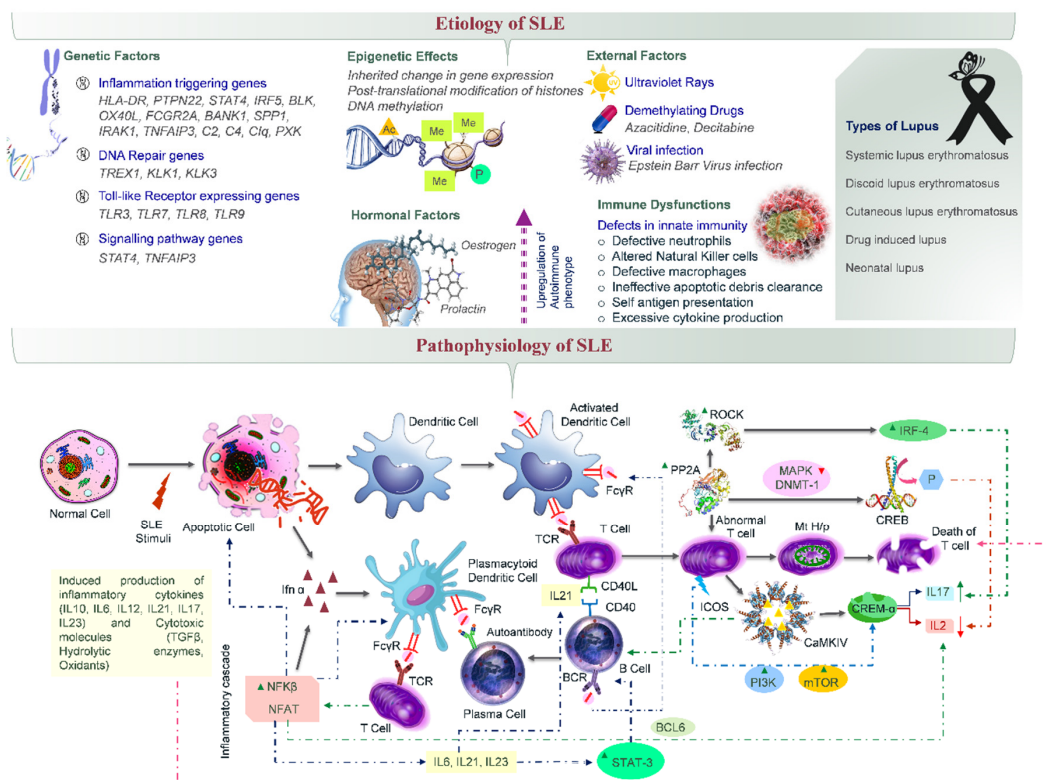 Etiology of SLE
Genetic Factors
Inflammation triggering genes
HLA-DR, PTPN22, STAT4, IRF5, BLK,
OX40L, FCGR2A, BANK1, SPP1,
IRAK1, TNFAIP3, C2, C4, Clq, PXK
DNA Repair genes
TREX1, KLK1, KLK3
Toll-like Receptor expressing genes
TLR3, TLR7, TLR8, TLR9
Signalling pathway genes
STAT4, TNFAIP3
Epigenetic Effects
Inherited change in gene expression
Post-translational modification of histones
DNA methylation
Ac
Me
Me
Me
P
Hormonal Factors
Oestrogen
Prolactin
Upregulation of
Autoimmune
phenotype
External Factors
UV
Ultraviolet Rays
Demethylating Drugs
Azacitidine, Decitabine
Viral infection
Epstein Barr Virus infection
Immune Dysfunctions
Defects in innate immunity
o Defective neutrophils
o Altered Natural Killer cells
o Defective macrophages
o Ineffective apoptotic debris clearance
o Self antigen presentation
o Excessive cytokine production
Types of Lupus
Systemic lupus erythromatosus
Discoid lupus erythromatosus
Cutaneous lupus erythromatosus
Drug induced lupus
Neonatal lupus
Pathophysiology of SLE
Normal Cell
SLE
Stimuli
Apoptotic Cell
Dendritic Cell
Activated
Dendritic Cell
FcγR
TCR
T Cell
ROCK
IRF-4
PP2A
MAPK
DNMT-1
CREB
P
Abnormal
T cell
Mt H/p
Death of
T cell
Ifn α
Plasmacytoid
Dendritic Cell
FcγR
FcγR
TCR
T Cell
Autoantibody
Plasma Cell
IL21
CD40L
CD40
B Cell
BCR
ICOS
CaMKIV
CREM-α
IL17
IL2
PI3K
mTOR
BCL6
Induced production of
inflammatory cytokines
(IL10, IL6, IL12, IL21, IL17,
IL23) and Cytotoxic
molecules (TGFβ,
Hydrolytic enzymes,
Oxidants)
Inflammatory cascade
NFKβ
NFAT
IL6, IL21, IL23
STAT-3